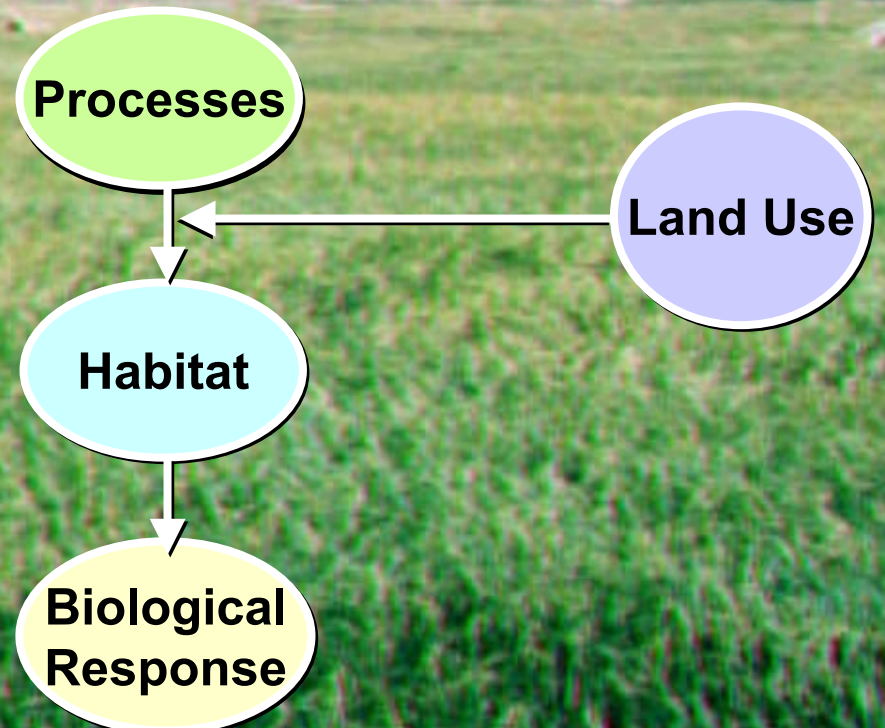 Processes
Land Use
Habitat
Biological
Response